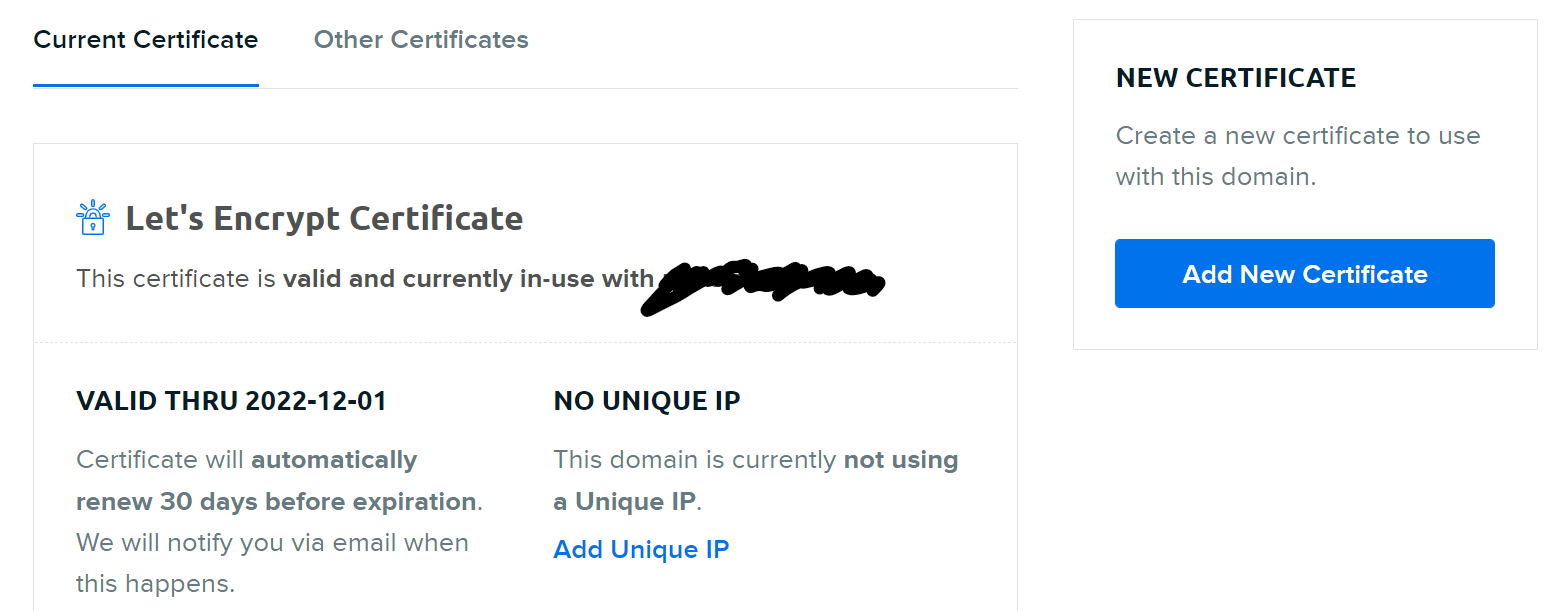 Current Certificate
Other Certificates
Let's Encrypt Certificate
This certificate is valid and currently in-use with
VALID THRU 2022-12-01
Certificate will automatically
renew 30 days before expiration.
We will notify you via email when
this happens.
NO UNIQUE IP
This domain is currently not using
a Unique IP.
Add Unique IP
NEW CERTIFICATE
Create a new certificate to use
with this domain.
Add New Certificate